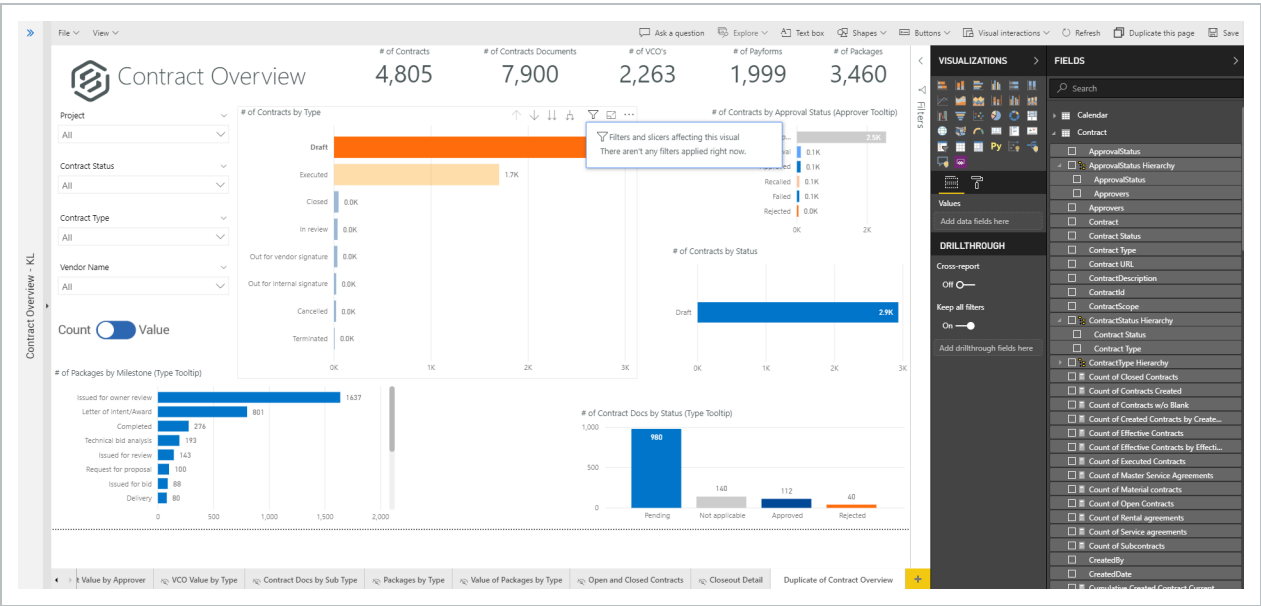 File View Ask a question Explore Text box Shapes Buttons Visual interactions Refresh Duplicate this page Save
Contract Overview - KL
Contract Overview
# of Contracts
4,805
# of Contracts Documents
7,900
# of VCO's
2,263
# of Payforms
1,999
# of Packages
3,460
Project
All
Contract Status
All
Contract Type
All
Vendor Name
All
Count Value
# of Contracts by Type
Draft
Executed 1.7K
Closed 0.0K
In review 0.0K
Out for vendor signature 0.0K
Out for internal signature 0.0K
Cancelled 0.0K
Terminated 0.0K
0K 1K 2K 3K
Filters and slicers affecting this visual
There aren't any filters applied right now.
# of Contracts by Approval Status (Approver Tooltip)
2.5K
0.1K
0.1K
Recalled 0.1K
Failed 0.1K
Rejected 0.0K
0K 2K
# of Contracts by Status
Draft 2.9K
0K 1K 2K 3K
# of Packages by Milestone (Type Tooltip)
Issued for owner review 1637
Letter of Intent/Award 801
Completed 276
Technical bid analysis 193
Issued for review 143
Request for proposal 100
Issued for bid 88
Delivery 80
0 500 1,000 1,500 2,000
# of Contract Docs by Status (Type Tooltip)
1,000
500
0
980 140 112 40
Pending Not applicable Approved Rejected
t Value by Approver VCO Value by Type Contract Docs by Sub Type Packages by Type Value of Packages by Type Open and Closed Contracts Closeout Detail Duplicate of Contract Overview +
Filters
VISUALIZATIONS
Py
Values
Add data fields here
DRILLTHROUGH
Cross-report
Off
Keep all filters
On
Add drillthrough fields here
FIELDS
Search
Calendar
Contract
ApprovalStatus
ApprovalStatus Hierarchy
ApprovalStatus
Approvers
Approvers
Contract
Contract Status
Contract Type
Contract URL
ContractDescription
ContractId
ContractScope
ContractStatus Hierarchy
Contract Status
Contract Type
ContractType Hierarchy
Count of Closed Contracts
Count of Contracts Created
Count of Contracts w/o Blank
Count of Created Contracts by Create...
Count of Effective Contracts
Count of Effective Contracts by Effecti...
Count of Executed Contracts
Count of Master Service Agreements
Count of Material contracts
Count of Open Contracts
Count of Rental agreements
Count of Service agreements
Count of Subcontracts
CreatedBy
CreatedDate
Cumulative Created Contract Current